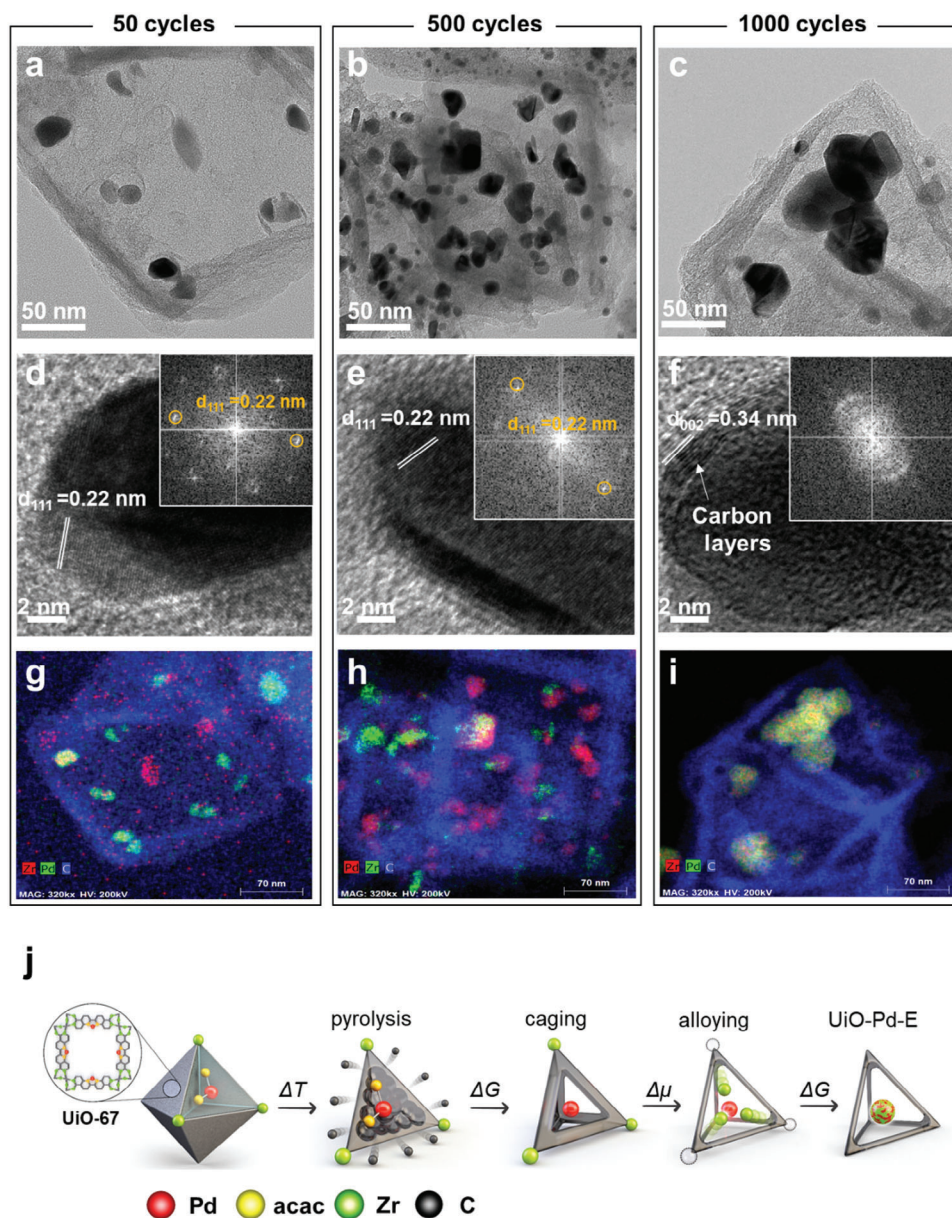 50 cycles
500 cycles
1000 cycles
a
50 nm
b
50 nm
c
50 nm
d
d111 =0.22 nm
d111 =0.22 nm
2 nm
e
d111 =0.22 nm
d111 =0.22 nm
2 nm
f
d002 =0.34 nm
Carbon
layers
2 nm
g
Zr Pd C
MAG: 320kx HV: 200kV
70 nm
h
Pd Zr C
MAG: 320kx HV: 200kV
70 nm
i
Zr Pd C
MAG: 320kx HV: 200kV
70 nm
j
UiO-67
ΔT
pyrolysis
ΔG
caging
Δμ
alloying
ΔG
UiO-Pd-E
Pd acac Zr C